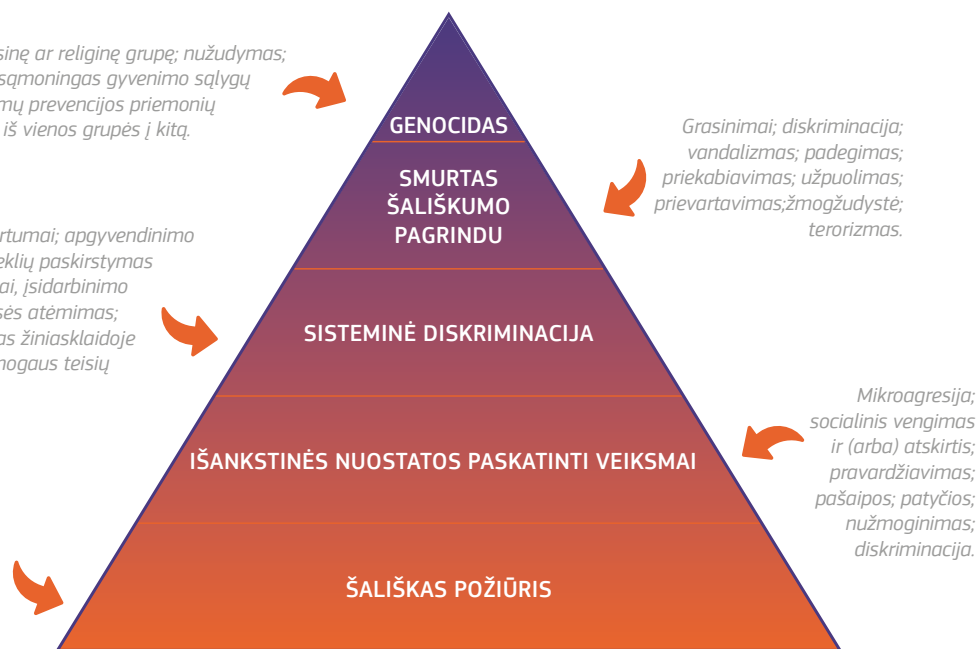 sinę ar religinę grupę; nužudymas;
sąmoningas gyvenimo sąlygų
mų prevencijos priemonių
iš vienos grupės į kitą.
GENOCIDAS
Grasinimai; diskriminacija;
vandalizmas; padegimas;
priekabiavimas; užpuolimas;
prievartavimas;žmogžudystė;
terorizmas.
SMURTAS
ŠALIŠKUMO
PAGRINDU
rtumai; apgyvendinimo
eklių paskirstymas
ai, įsidarbinimo
sės atėmimas;
as žiniasklaidoje
mogaus teisių
SISTEMINĖ DISKRIMINACIJA
Mikroagresija;
socialinis vengimas
ir (arba) atskirtis;
pravardžiavimas;
pašaipos; patyčios;
nužmoginimas;
diskriminacija.
IŠANKSTINĖS NUOSTATOS PASKATINTI VEIKSMAI
ŠALIŠKAS POŽIŪRIS